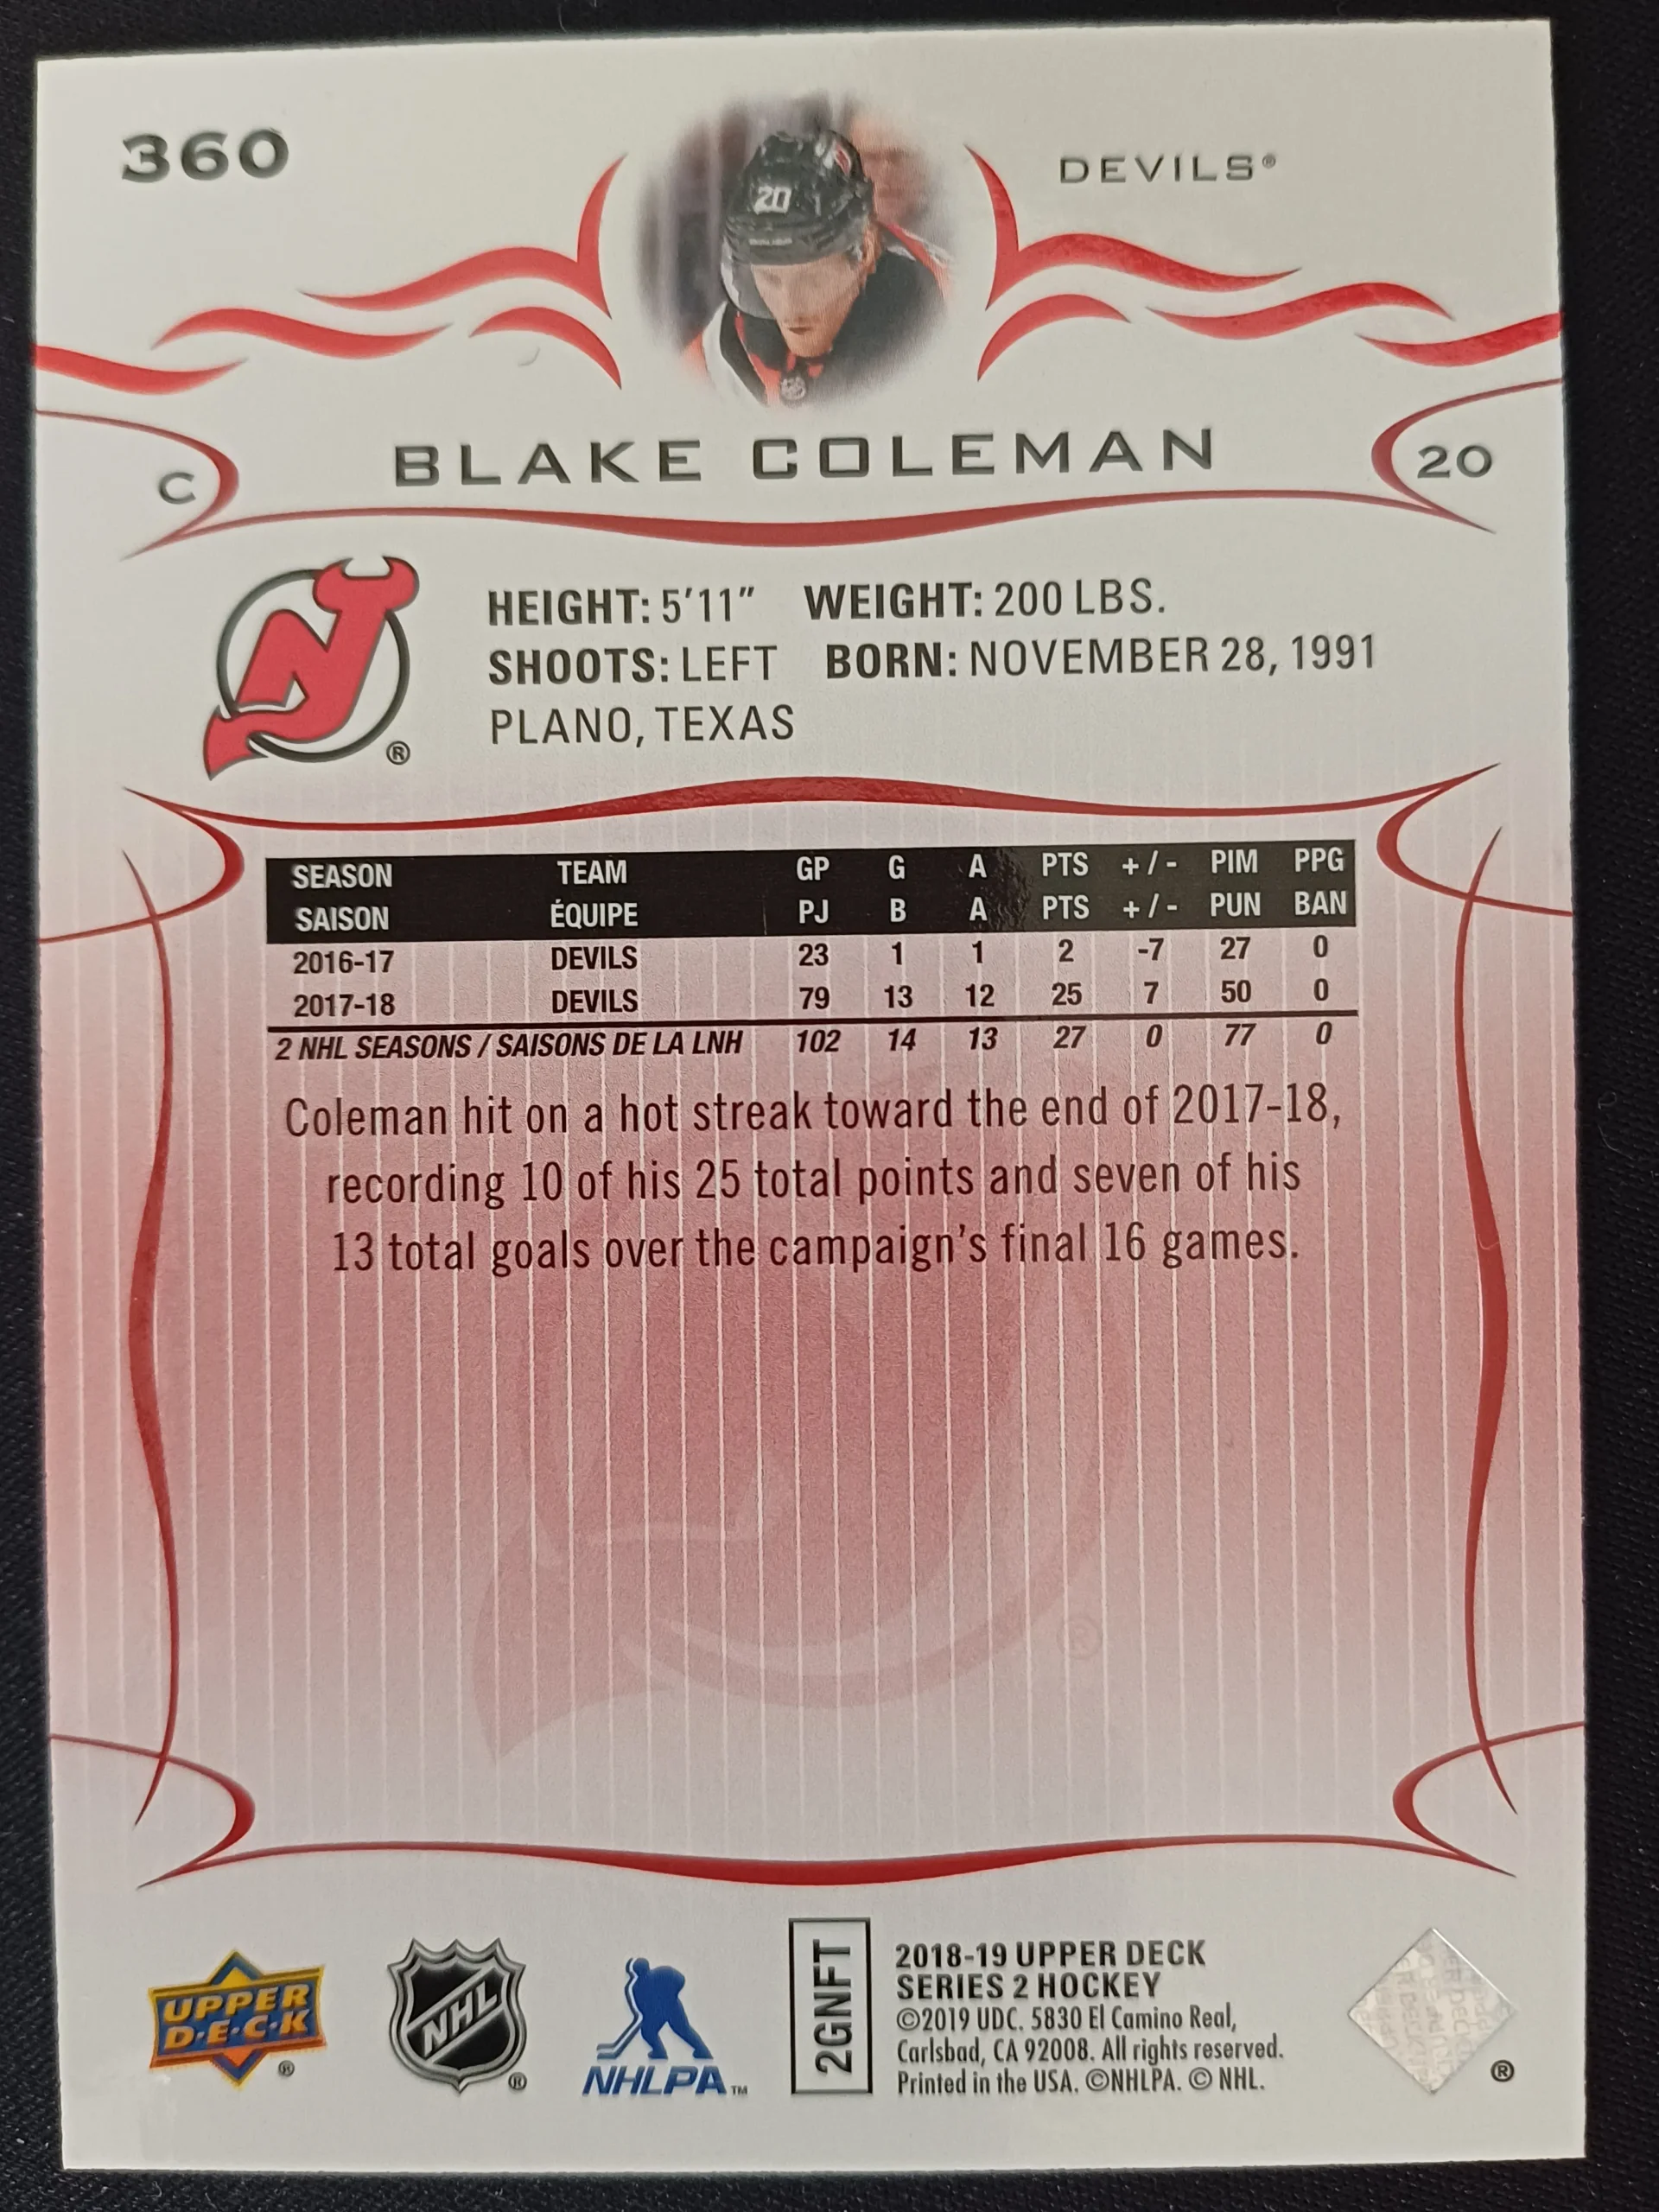 360
DEVILS®
20
C
BLAKE COLEMAN
20
HEIGHT: 5'11" WEIGHT: 200 LBS.
SHOOTS: LEFT BORN: NOVEMBER 28, 1991
PLANO, TEXAS
®
SEASON TEAM GP G A PTS +/- PIM PPG
SAISON ÉQUIPE PJ B A PTS +/- PUN BAN
2016-17 DEVILS 23 1 1 2 -7 27 0
2017-18 DEVILS 79 13 12 25 7 50 0
2 NHL SEASONS / SAISONS DE LA LNH 102 14 13 27 0 77 0
Coleman hit on a hot streak toward the end of 2017-18,
recording 10 of his 25 total points and seven of his
13 total goals over the campaign's final 16 games.
®
UPPER
D•E•C•K
®
NHL
®
NHLPA™
2GNFT
2018-19 UPPER DECK
SERIES 2 HOCKEY
©2019 UDC. 5830 El Camino Real,
Carlsbad, CA 92008. All rights reserved.
Printed in the USA. ©NHLPA. © NHL.
®